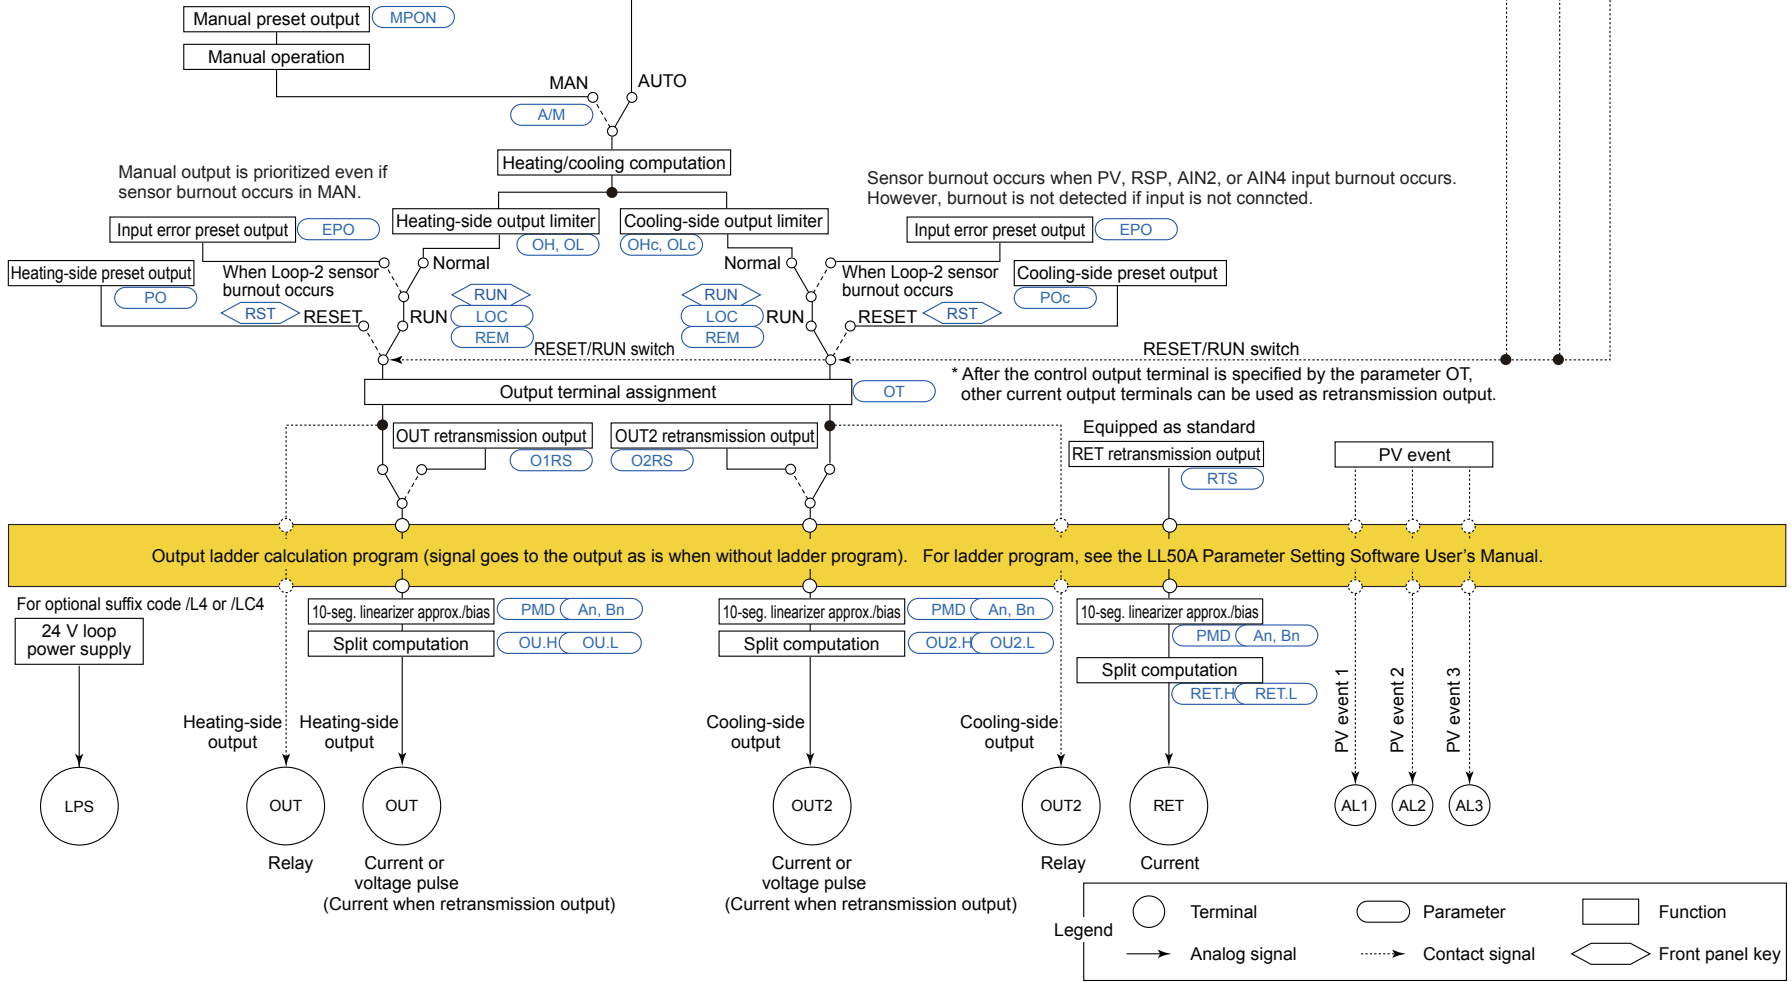 Manual preset output
MPON
Manual operation
MAN
AUTO
A/M
Heating/cooling computation
Manual output is prioritized even if
sensor burnout occurs in MAN.
Sensor burnout occurs when PV, RSP, AIN2, or AIN4 input burnout occurs.
However, burnout is not detected if input is not conncted.
Input error preset output
EPO
Heating-side output limiter
OH, OL
Cooling-side output limiter
OHc, OLc
Input error preset output
EPO
Heating-side preset output
PO
When Loop-2 sensor
burnout occurs
Normal
Normal
When Loop-2 sensor
burnout occurs
Cooling-side preset output
POc
RST
RESET
RUN
RUN
LOC
REM
RUN
LOC
REM
RUN
RESET
RST
RESET/RUN switch
RESET/RUN switch
Output terminal assignment
OT
* After the control output terminal is specified by the parameter OT,
other current output terminals can be used as retransmission output.
OUT retransmission output
O1RS
OUT2 retransmission output
O2RS
Equipped as standard
RET retransmission output
RTS
PV event
Output ladder calculation program (signal goes to the output as is when without ladder program). For ladder program, see the LL50A Parameter Setting Software User's Manual.
For optional suffix code /L4 or /LC4
24 V loop
power supply
10-seg. linearizer approx./bias
PMD
An, Bn
Split computation
OU.H
OU.L
10-seg. linearizer approx./bias
PMD
An, Bn
Split computation
OU2.H
OU2.L
10-seg. linearizer approx./bias
PMD
An, Bn
Split computation
RET.H
RET.L
PV event 1
PV event 2
PV event 3
Heating-side
output
Heating-side
output
Cooling-side
output
Cooling-side
output
LPS
OUT
OUT
OUT2
OUT2
RET
AL1
AL2
AL3
Relay
Current or
voltage pulse
(Current when retransmission output)
Current or
voltage pulse
(Current when retransmission output)
Relay
Current
Legend
Terminal
Parameter
Function
Analog signal
Contact signal
Front panel key